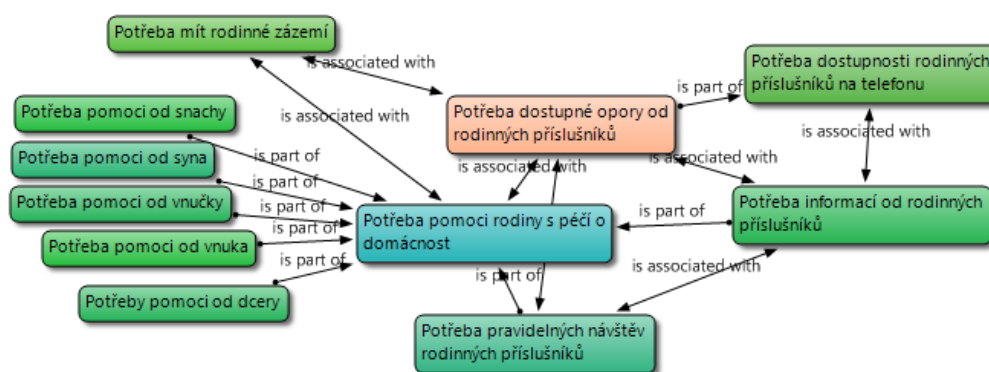 Potřeba mít rodinné zázemí
is associated with
Potřeba dostupnosti rodinných
příslušníků na telefonu
is part of
Potřeba dostupné opory od
rodinných příslušníků
is associated with
Potřeba pomoci od snachy
is part of
is associated with
Potřeba pomoci od syna
is part of
is associated with
is associated with
Potřeba pomoci od vnučky
is part of
Potřeba pomoci rodiny s péčí o
domácnost
is part of
Potřeba informací od rodinných
příslušníků
Potřeba pomoci od vnuka
is part of
is part of
is part of
is associated with
Potřeby pomoci od dcery
Potřeba pravidelných návštěv
rodinných příslušníků